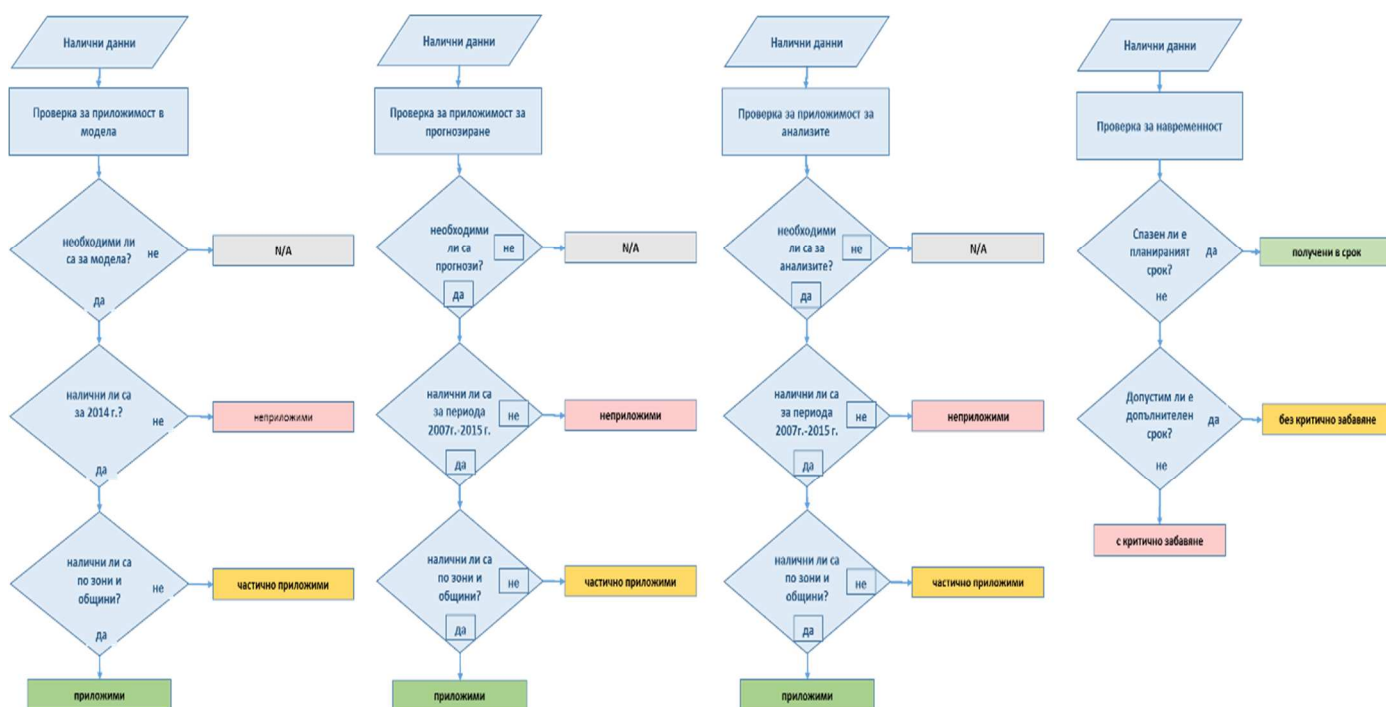 Налични данни
Проверка за приложимост в
модела
необходими ли
са за модела?
не
N/A
да
налични ли са
за 2014 г.?
не
неприложими
да
налични ли са
по зони и
общини?
не
частично приложими
да
приложими
Налични данни
Проверка за приложимост за
прогнозиране
необходими
ли са
прогнози?
не
N/A
да
налични ли са
за периода
2007г.-2015 г.
не
неприложими
да
налични ли са
по зони и
общини?
не
частично приложими
да
приложими
Налични данни
Проверка за приложимост за
анализите
необходими
ли са за
анализите?
не
N/A
да
налични ли са
за периода
2007г.-2015 г.
не
неприложими
да
налични ли са
по зони и
общини?
не
частично приложими
да
приложими
Налични данни
Проверка за навременност
Спазен ли е
планираният
срок?
да
получени в срок
не
Допустим ли е
допълнителен
срок?
да
без критично забавяне
не
с критично забавяне